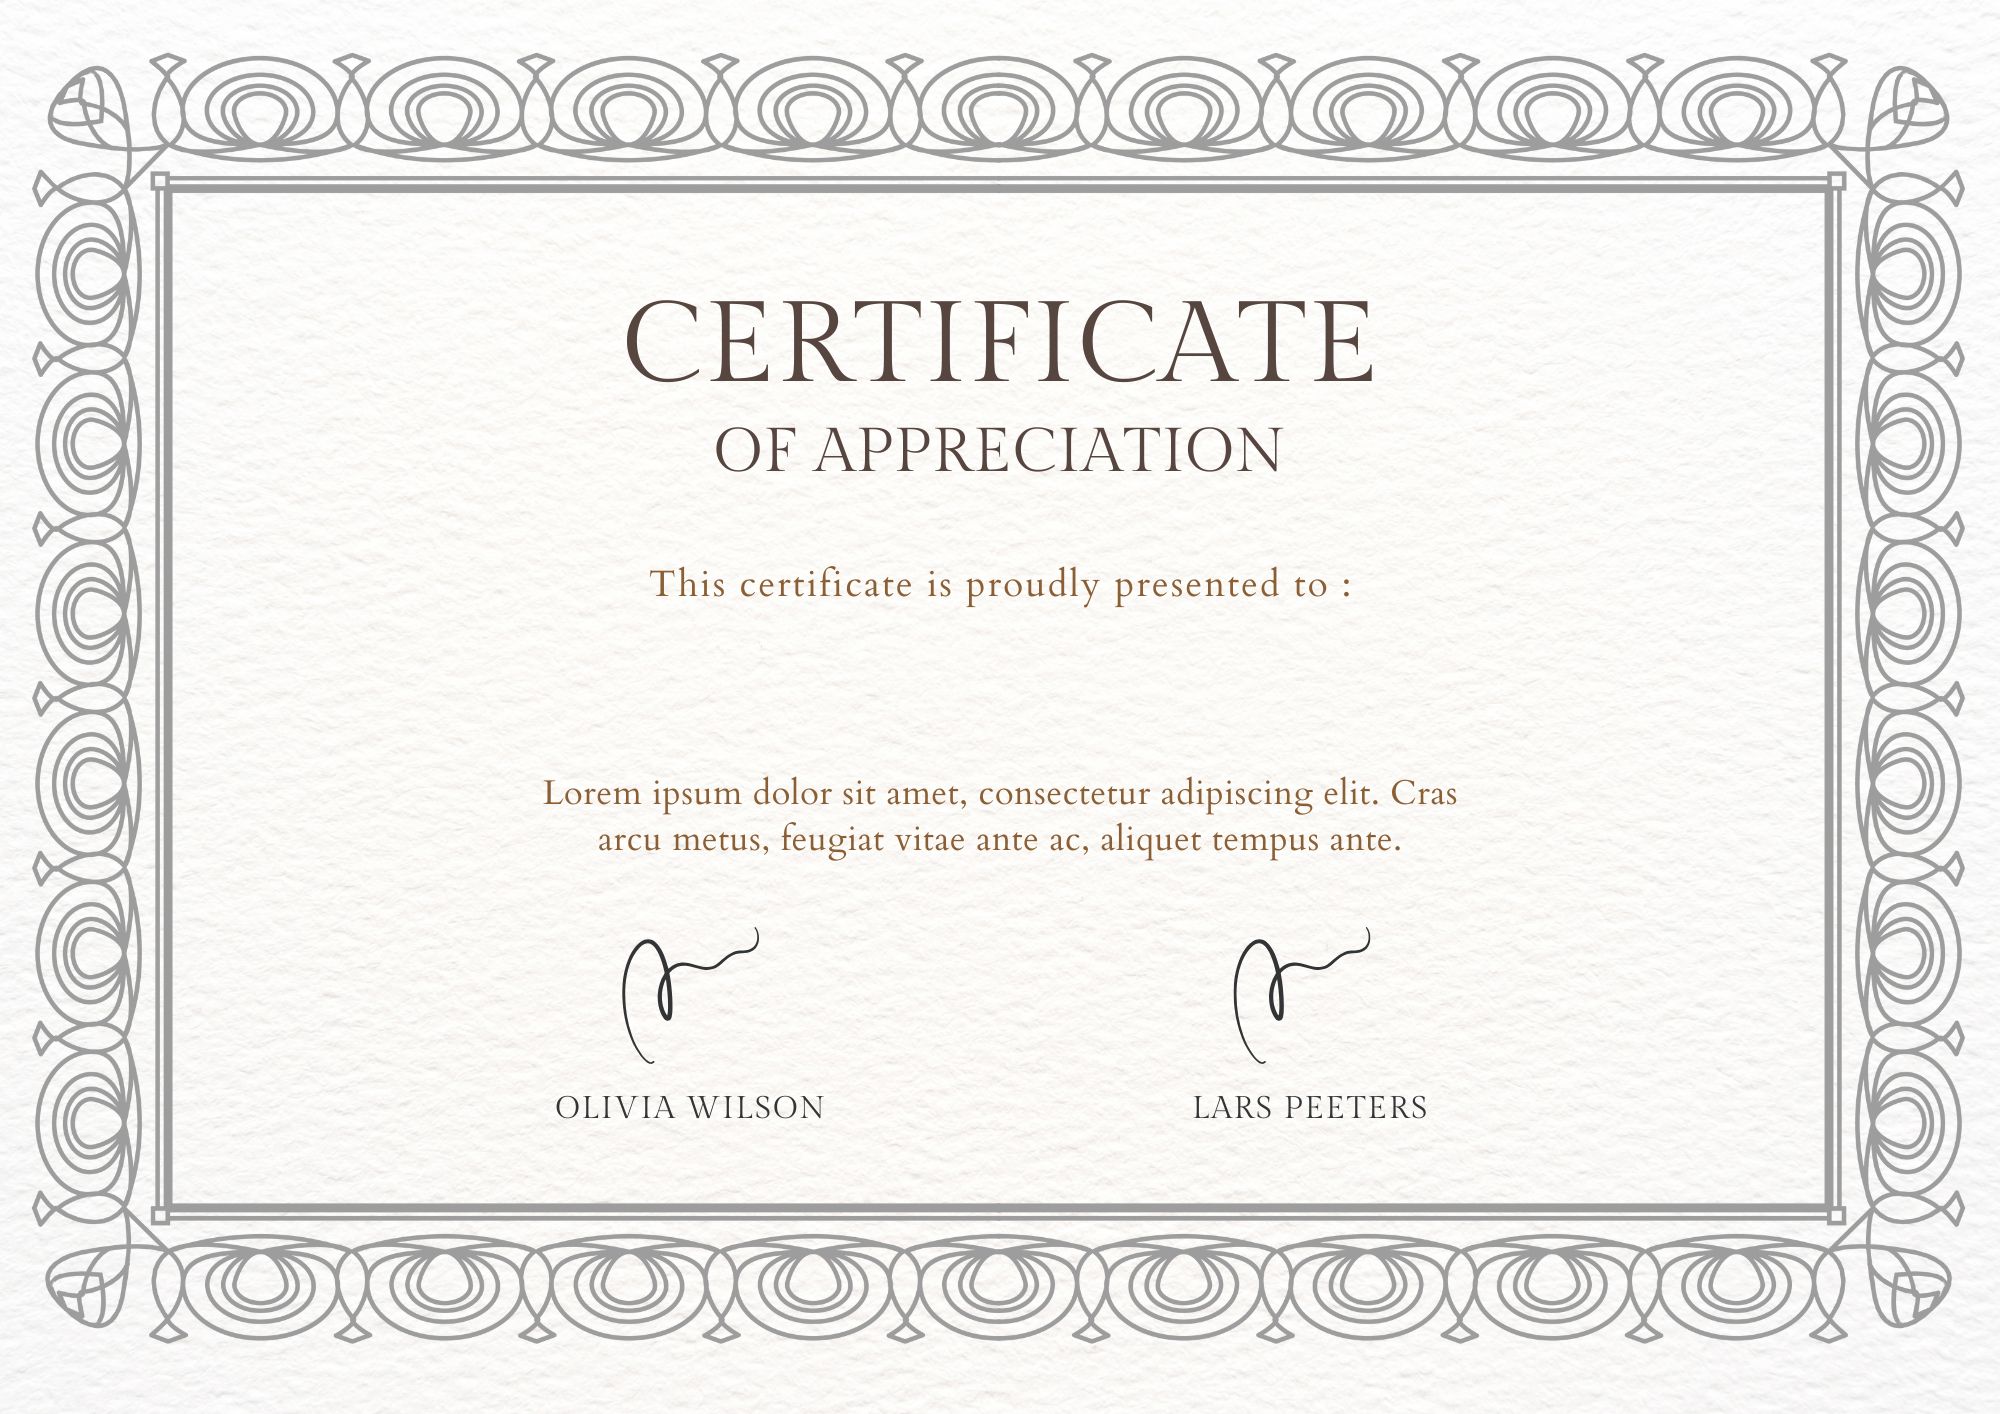 CERTIFICATE
OF APPRECIATION
This certificate is proudly presented to :
Lorem ipsum dolor sit amet, consectetur adipiscing elit. Cras
arcu metus, feugiat vitae ante ac, aliquet tempus ante.
OLIVIA WILSON
LARS PEETERS